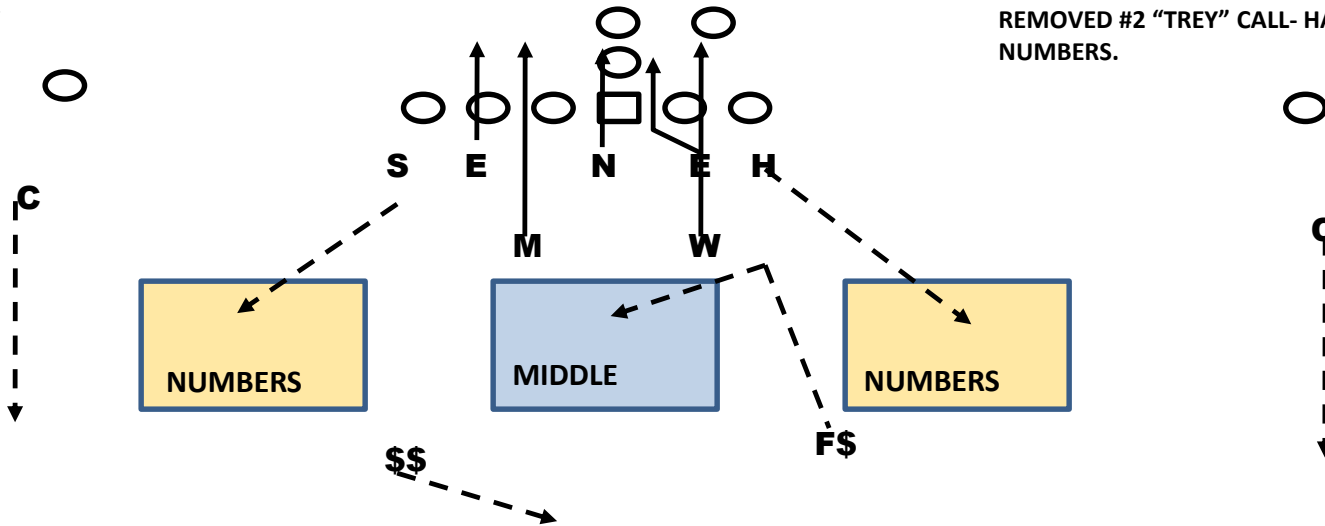 REMOVED #2 “TREY” CALL- HA
NUMBERS.
S E N E H
C
C
M W
NUMBERS MIDDLE NUMBERS
F$
$$